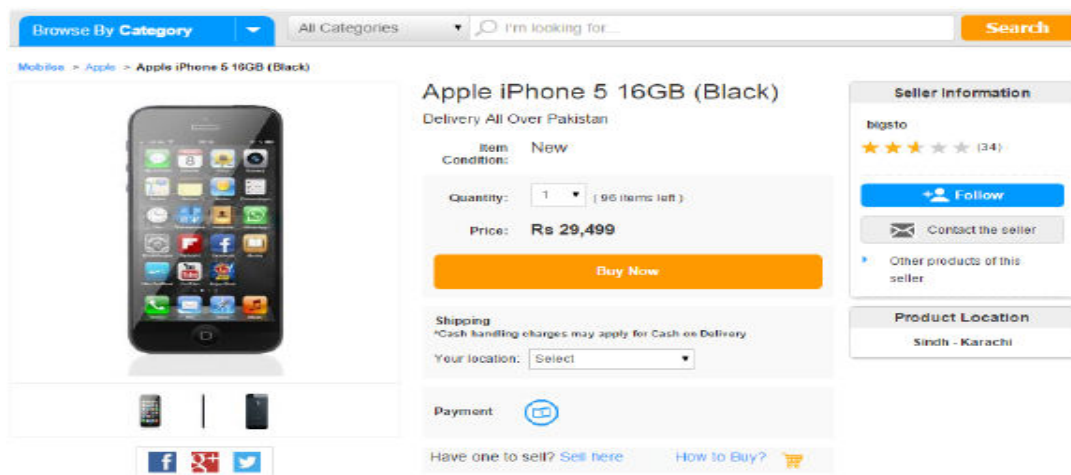 Browse By Category
All Categories
I'm looking for...
Search
Mobilse > Apple > Apple iPhone 5 16GB (Black)
Apple iPhone 5 16GB (Black)
Delivery All Over Pakistan
Item Condition: New
Quantity: 1 ( 96 items left )
Price: Rs 29,499
Buy Now
Shipping
*Cash handling charges may apply for Cash on Delivery
Your location: Select
Payment
Have one to sell? Sell here
How to Buy?
Seller Information
bigsto
(34)
Follow
Contact the seller
Other products of this
seller
Product Location
Sindh - Karachi